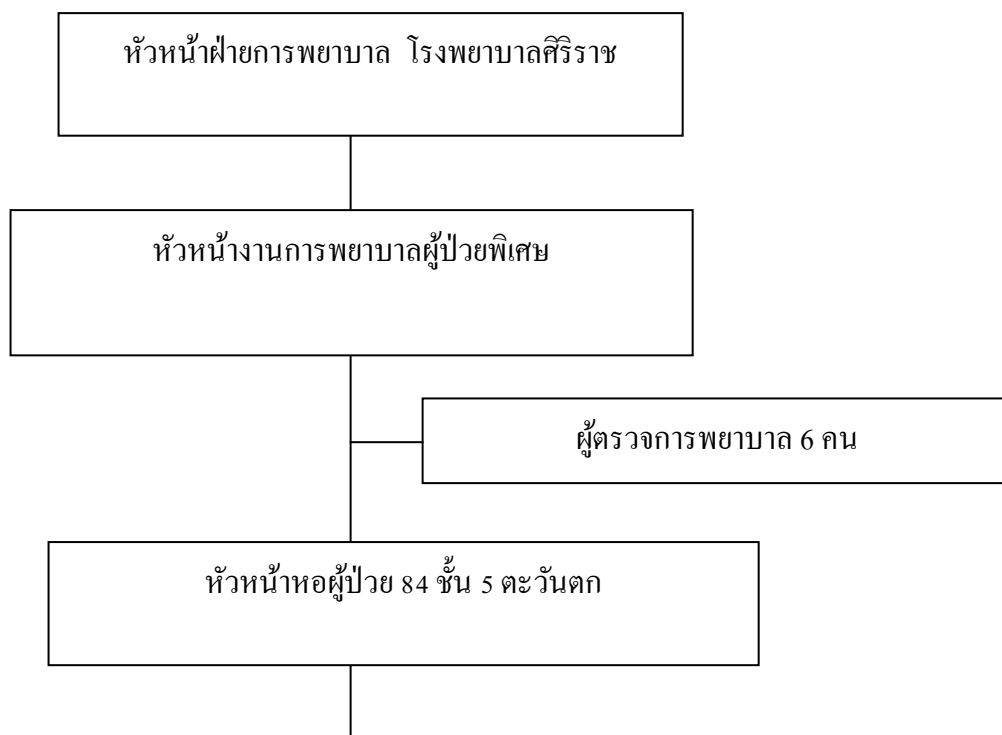 หัวหน้าฝ่ายการพยาบาล โรงพยาบาลศิริราช
หัวหน้างานการพยาบาลผู้ป่วยพิเศษ
ผู้ตรวจการพยาบาล 6 คน
หัวหน้าหอผู้ป่วย 84 ชั้น 5 ตะวันตก